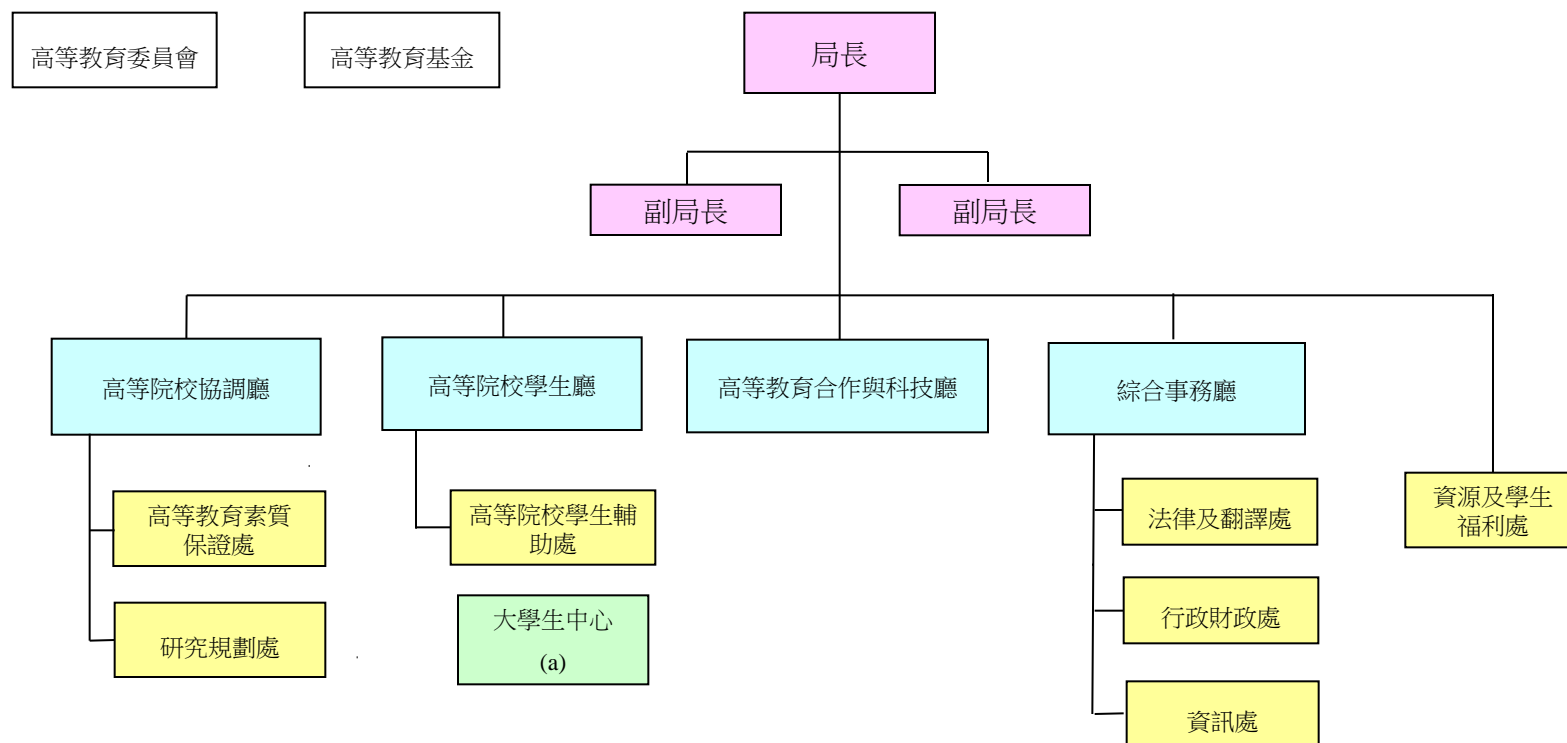 高等教育委員會
高等教育基金
局長
副局長
副局長
高等院校協調廳
高等院校學生廳
高等教育合作與科技廳
綜合事務廳
高等教育素質
保證處
高等院校學生輔
助處
法律及翻譯處
資源及學生
福利處
研究規劃處
大學生中心
(a)
行政財政處
資訊處